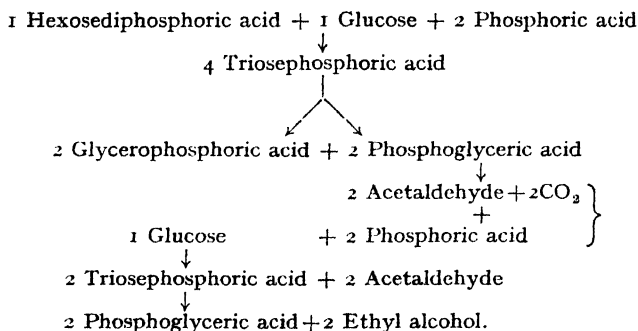 1 Hexosediphosphoric acid + 1 Glucose + 2 Phosphoric acid
4 Triosephosphoric acid
2 Glycerophosphoric acid + 2 Phosphoglyceric acid
2 Acetaldehyde + 2CO₂
+
1 Glucose + 2 Phosphoric acid
2 Triosephosphoric acid + 2 Acetaldehyde
2 Phosphoglyceric acid + 2 Ethyl alcohol.